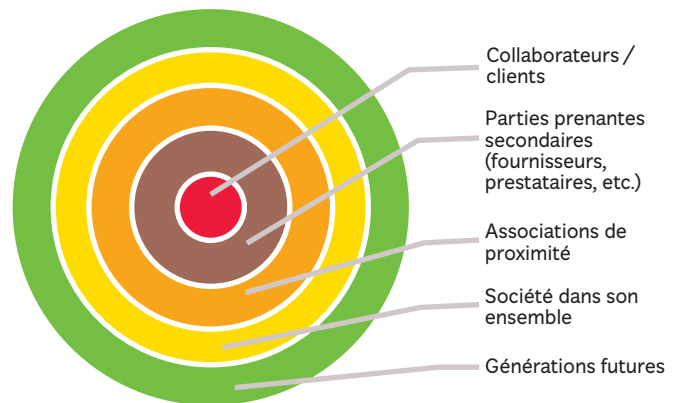 Collaborateurs /
clients
Parties prenantes
secondaires
(fournisseurs,
prestataires, etc.)
Associations de
proximité
Société dans son
ensemble
Générations futures